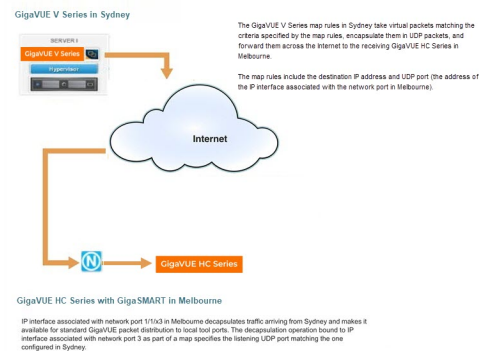 GigaVUE V Series in Sydney
The GigaVUE V Series map rules in Sydney take virtual packets matching the
criteria specified by the map rules, encapsulate them in UDP packets, and
forward them across the Internet to the receiving GigaVUE HC Series in
Melbourne.
The map rules include the destination IP address and UDP port (the address of
the IP interface associated with the network port in Melbourne).
SERVER I
GigaVUE V Series
Hypervisor
Internet
N
GigaVUE HC Series
GigaVUE HC Series with GigaSMART in Melbourne
IP interface associated with network port 1/1/x3 in Melbourne decapsulates traffic arriving from Sydney and makes it
available for standard GigaVUE packet distribution to local tool ports. The decapsulation operation bound to IP
interface associated with network port 3 as part of a map specifies the listening UDP port matching the one
configured in Sydney.